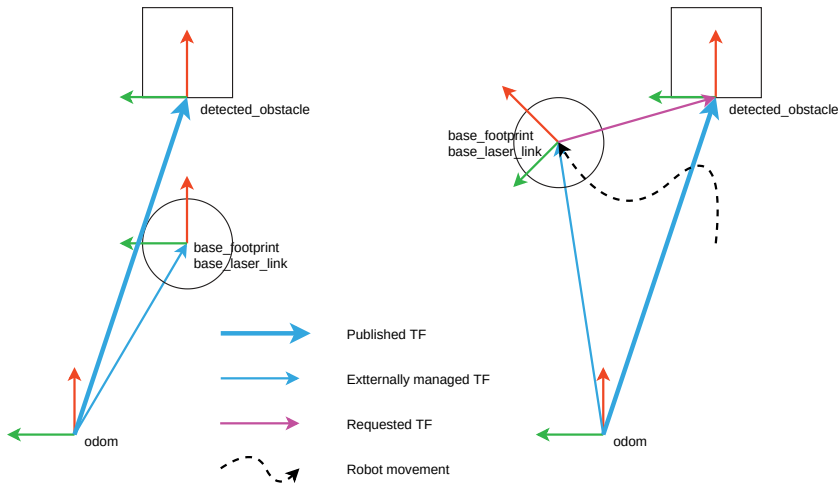 detected_obstacle
base_footprint
base_laser_link
odom
detected_obstacle
base_footprint
base_laser_link
odom
Published TF
Extternally managed TF
Requested TF
Robot movement